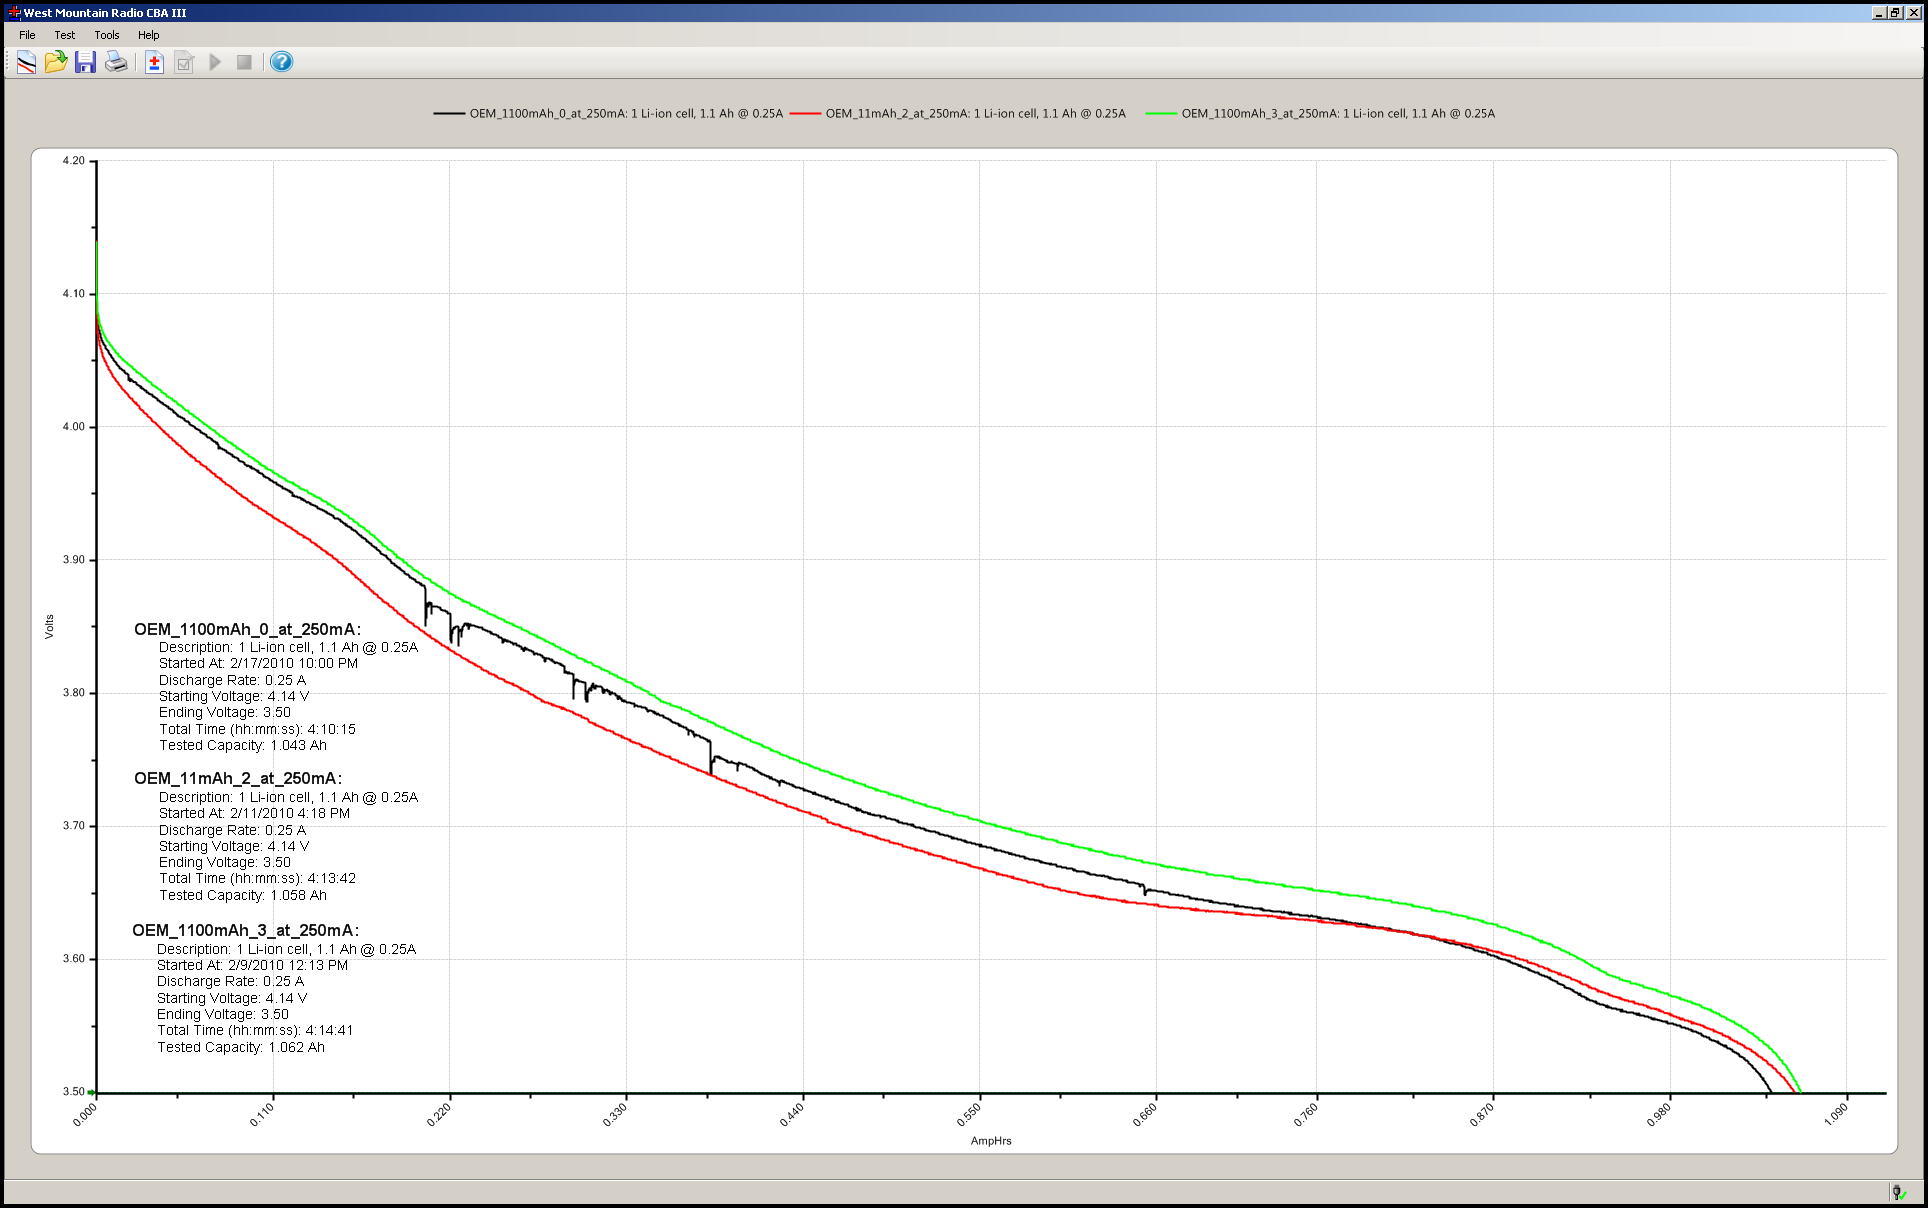 West Mountain Radio CBA III
File Test Tools Help
OEM_1100mAh_0_at_250mA: 1 Li-ion cell, 1.1 Ah @ 0.25A OEM_11mAh_2_at_250mA: 1 Li-ion cell, 1.1 Ah @ 0.25A OEM_1100mAh_3_at_250mA: 1 Li-ion cell, 1.1 Ah @ 0.25A
4.20
4.10
4.00
3.90
3.80
3.70
3.60
3.50
Volts
OEM_1100mAh_0_at_250mA:
Description: 1 Li-ion cell, 1.1 Ah @ 0.25A
Started At: 2/17/2010 10:00 PM
Discharge Rate: 0.25 A
Starting Voltage: 4.14 V
Ending Voltage: 3.50
Total Time (hh:mm:ss): 4:10:15
Tested Capacity: 1.043 Ah
OEM_11mAh_2_at_250mA:
Description: 1 Li-ion cell, 1.1 Ah @ 0.25A
Started At: 2/11/2010 4:18 PM
Discharge Rate: 0.25 A
Starting Voltage: 4.14 V
Ending Voltage: 3.50
Total Time (hh:mm:ss): 4:13:42
Tested Capacity: 1.058 Ah
OEM_1100mAh_3_at_250mA:
Description: 1 Li-ion cell, 1.1 Ah @ 0.25A
Started At: 2/9/2010 12:13 PM
Discharge Rate: 0.25 A
Starting Voltage: 4.14 V
Ending Voltage: 3.50
Total Time (hh:mm:ss): 4:14:41
Tested Capacity: 1.062 Ah
0.000 0.110 0.220 0.330 0.440 0.550 0.660 0.760 0.870 0.980 1.090
AmpHrs